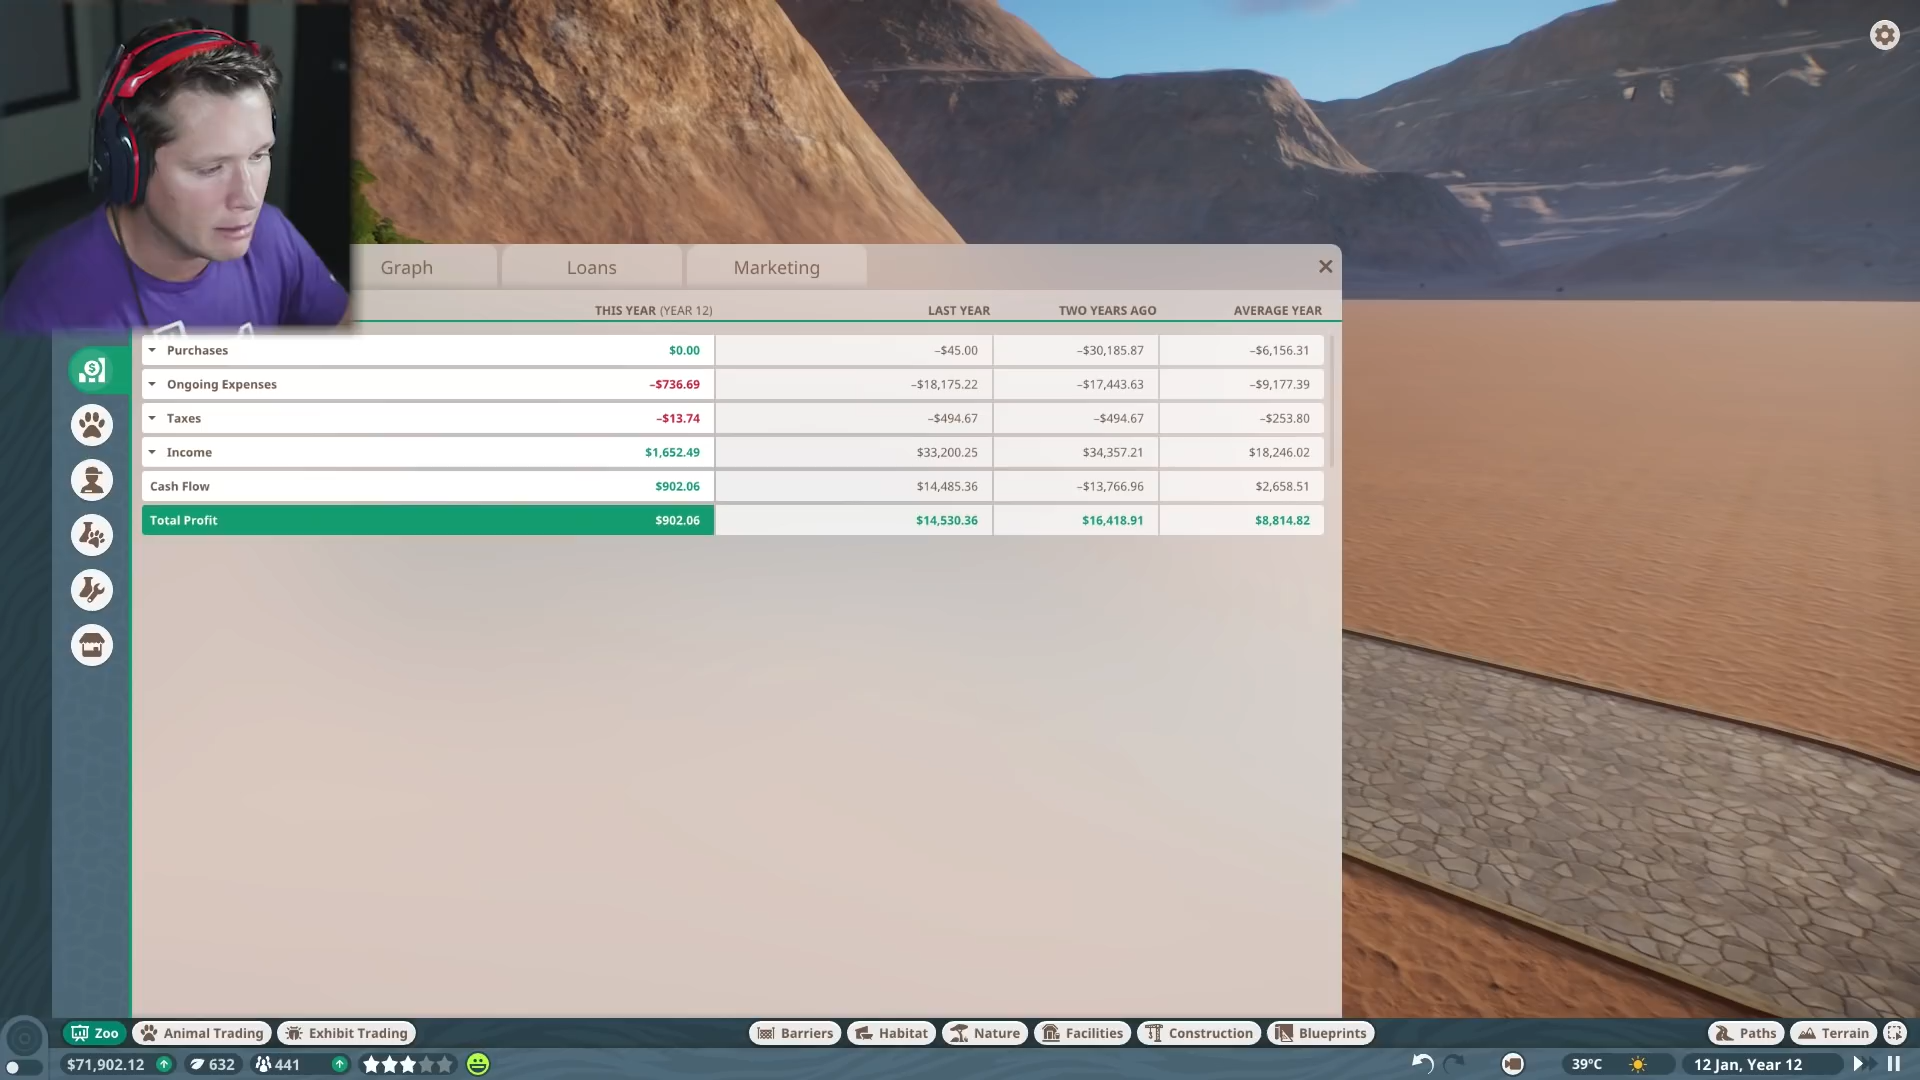 Graph Loans Marketing
THIS YEAR (YEAR 12) LAST YEAR TWO YEARS AGO AVERAGE YEAR
Purchases $0.00 –$45.00 –$30,185.87 –$6,156.31
Ongoing Expenses –$736.69 –$18,175.22 –$17,443.63 –$9,177.39
Taxes –$13.74 –$494.67 –$494.67 –$253.80
Income $1,652.49 $33,200.25 $34,357.21 $18,246.02
Cash Flow $902.06 $14,485.36 –$13,766.96 $2,658.51
Total Profit $902.06 $14,530.36 $16,418.91 $8,814.82
Zoo Animal Trading Exhibit Trading Barriers Habitat Nature Facilities Construction Blueprints Paths Terrain
$71,902.12 632 441 39°C 12 Jan, Year 12